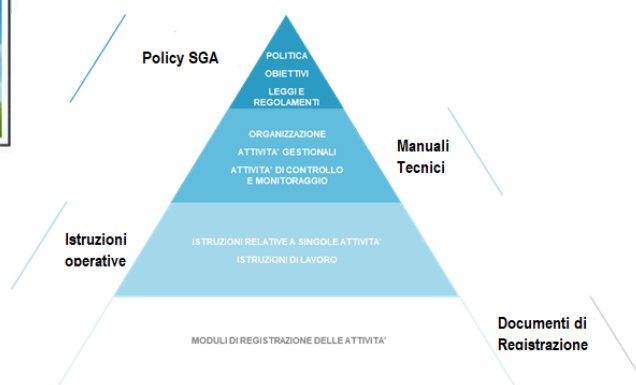 Policy SGA
POLITICA
OBIETTIVI
LEGGI E
REGOLAMENTI
ORGANIZZAZIONE
ATTIVITA' GESTIONALI
ATTIVITA' DI CONTROLLO
E MONITORAGGIO
Manuali
Tecnici
Istruzioni
operative
ISTRUZIONI RELATIVE A SINGOLE ATTIVITA'
ISTRUZIONI DI LAVORO
Documenti di
Registrazione
MODULI DI REGISTRAZIONE DELLE ATTIVITA'